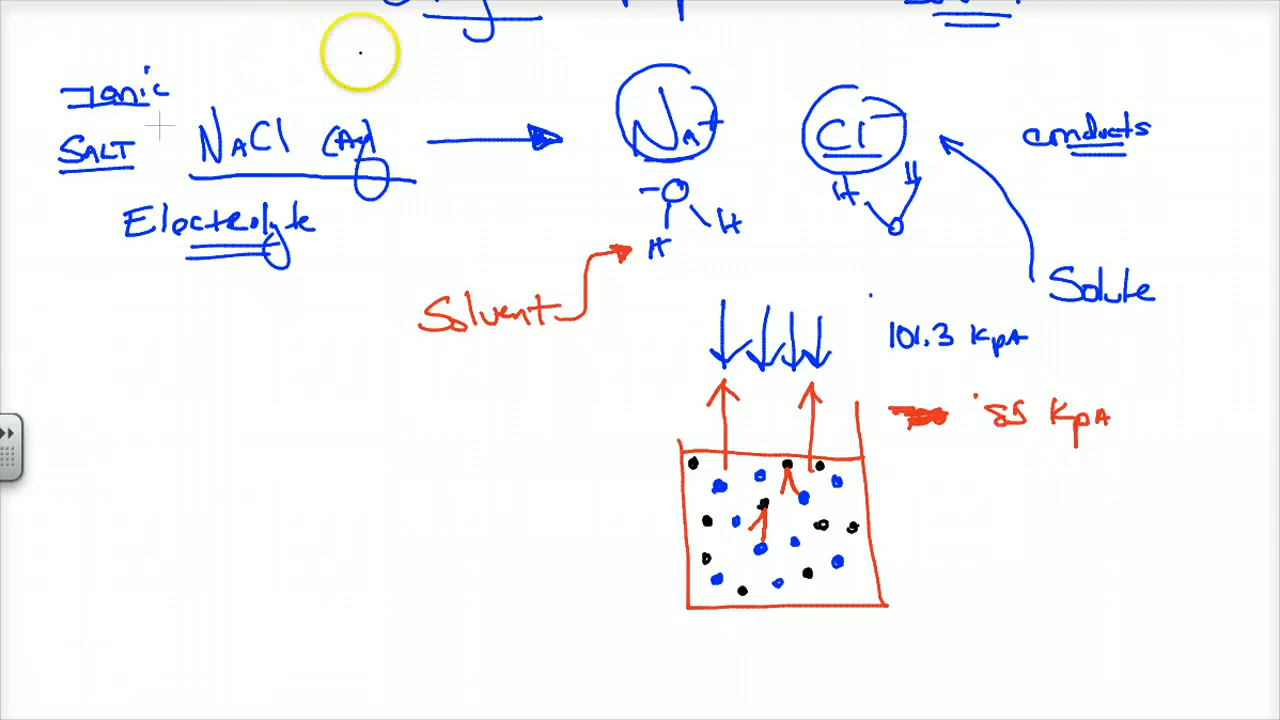 Ionic
SALT NACl (Aq) → NA+ Cl- conducts
Electrolyte
-O H H
H H O
Solvent
Solute
101.3 KpA
85 KpA